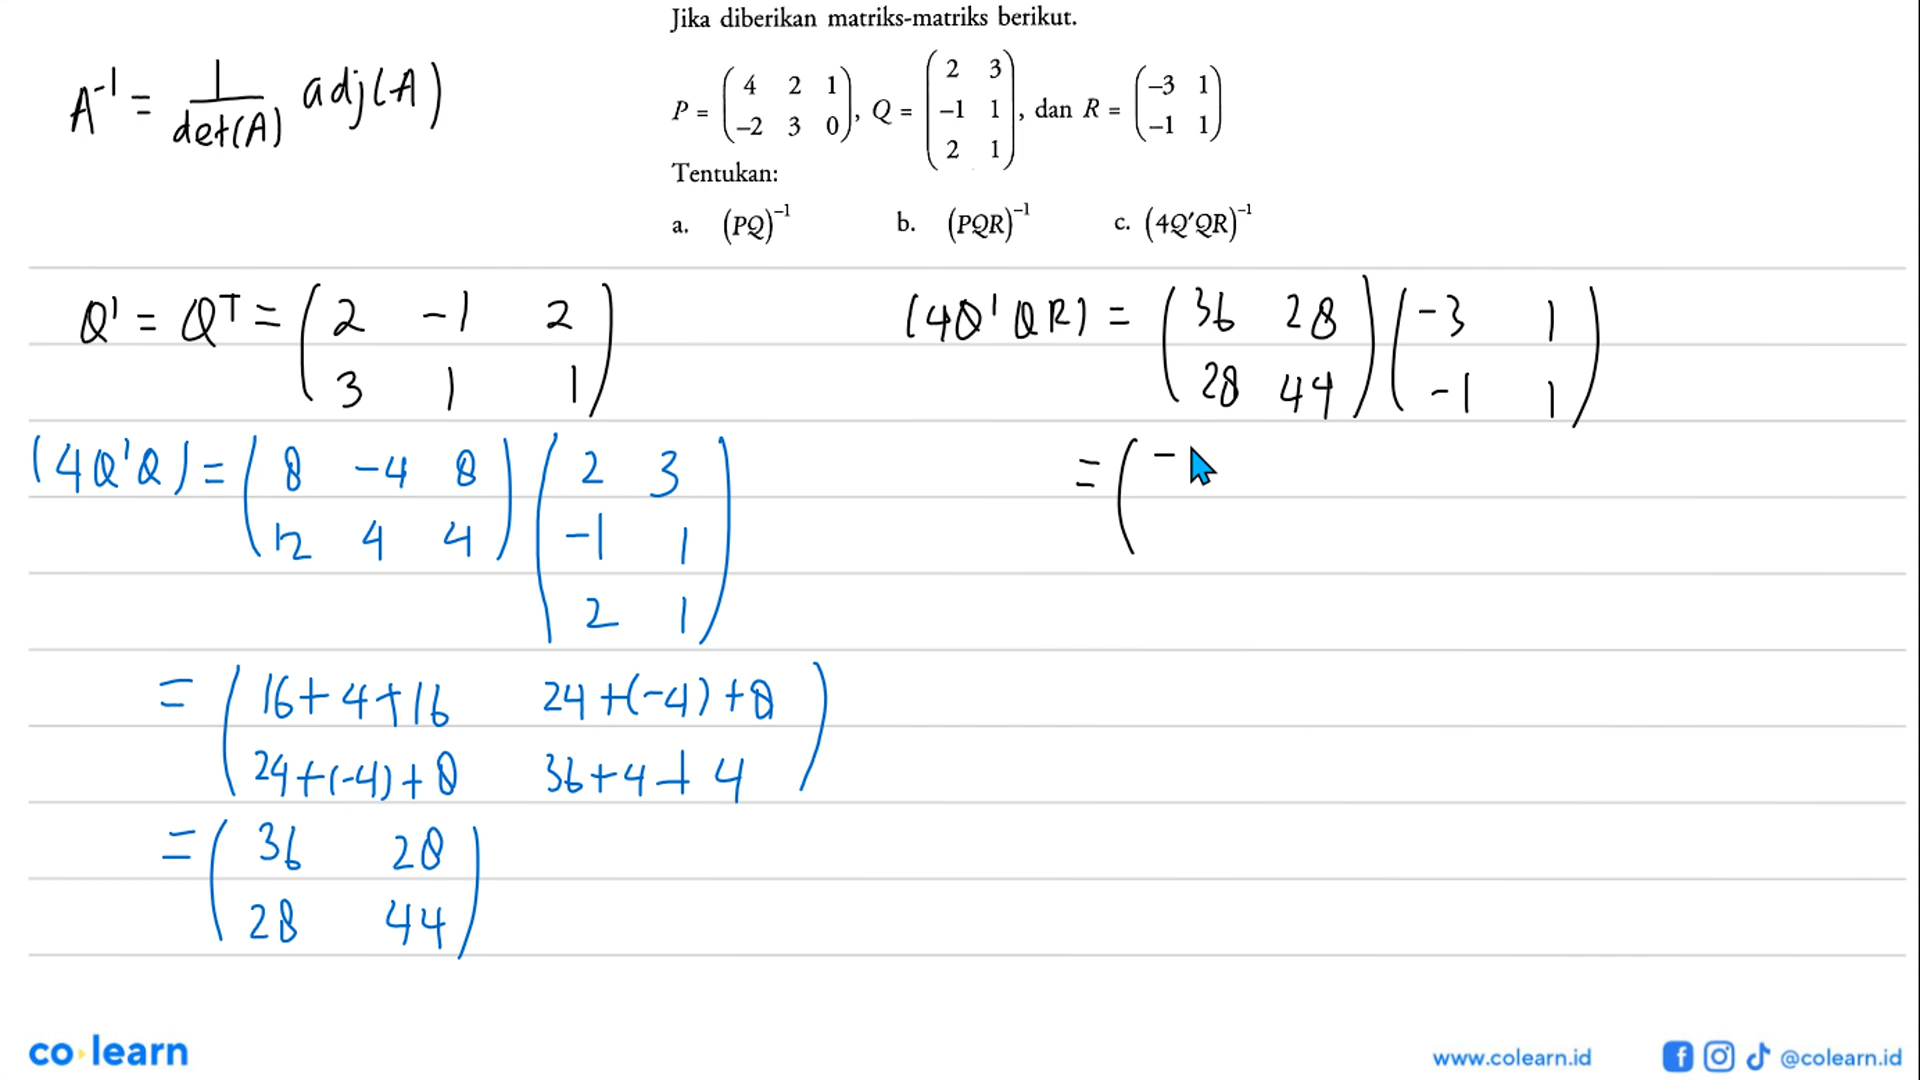 Jika diberikan matriks-matriks berikut.
A⁻¹ = 1/det(A) adj(A)
P = (4 2 1; -2 3 0), Q = (2 3; -1 1; 2 1), dan R = (-3 1; -1 1)
Tentukan:
a. (PQ)⁻¹ b. (PQR)⁻¹ c. (4Q'QR)⁻¹
Q' = Qᵀ = (2 -1 2; 3 1 1)
(4Q'Q) = (8 -4 8; 12 4 4) (2 3; -1 1; 2 1)
= (16+4+16 24+(-4)+8; 24+(-4)+8 36+4+4)
= (36 28; 28 44)
(4Q'QR) = (36 28; 28 44) (-3 1; -1 1)
= ( -
co learn
www.colearn.id @colearn.id